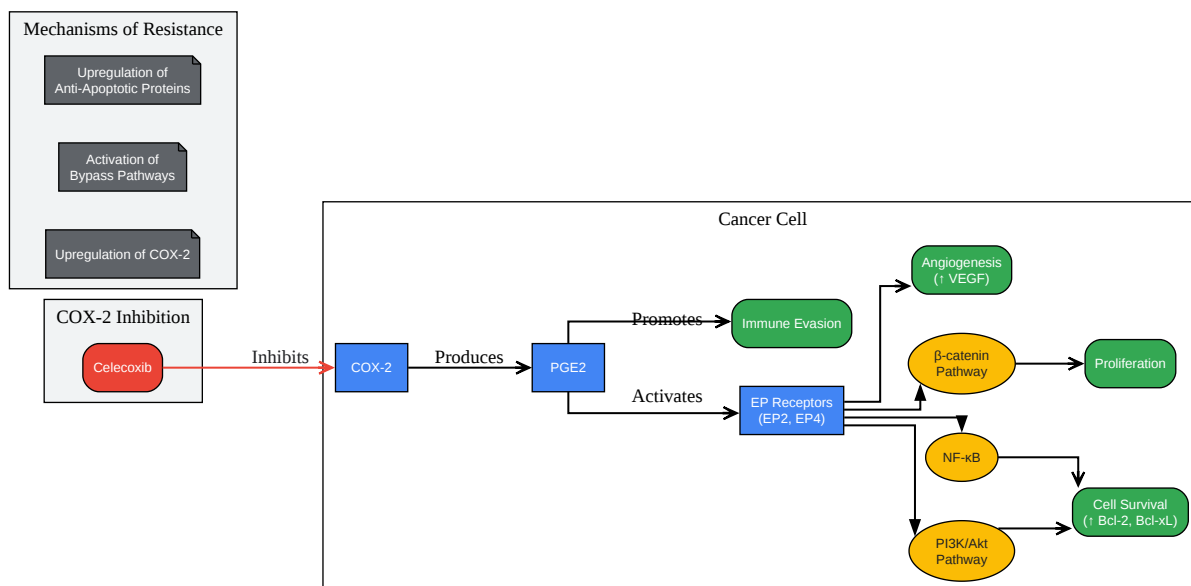 Mechanisms of Resistance
Upregulation of
Anti-Apoptotic Proteins
Activation of
Bypass Pathways
Upregulation of COX-2
COX-2 Inhibition
Celecoxib
Inhibits
Cancer Cell
COX-2
Produces
PGE2
Promotes
Immune Evasion
Activates
EP Receptors
(EP2, EP4)
Angiogenesis
(↑ VEGF)
β-catenin
Pathway
Proliferation
NF-κB
Cell Survival
(↑ Bcl-2, Bcl-xL)
PI3K/Akt
Pathway